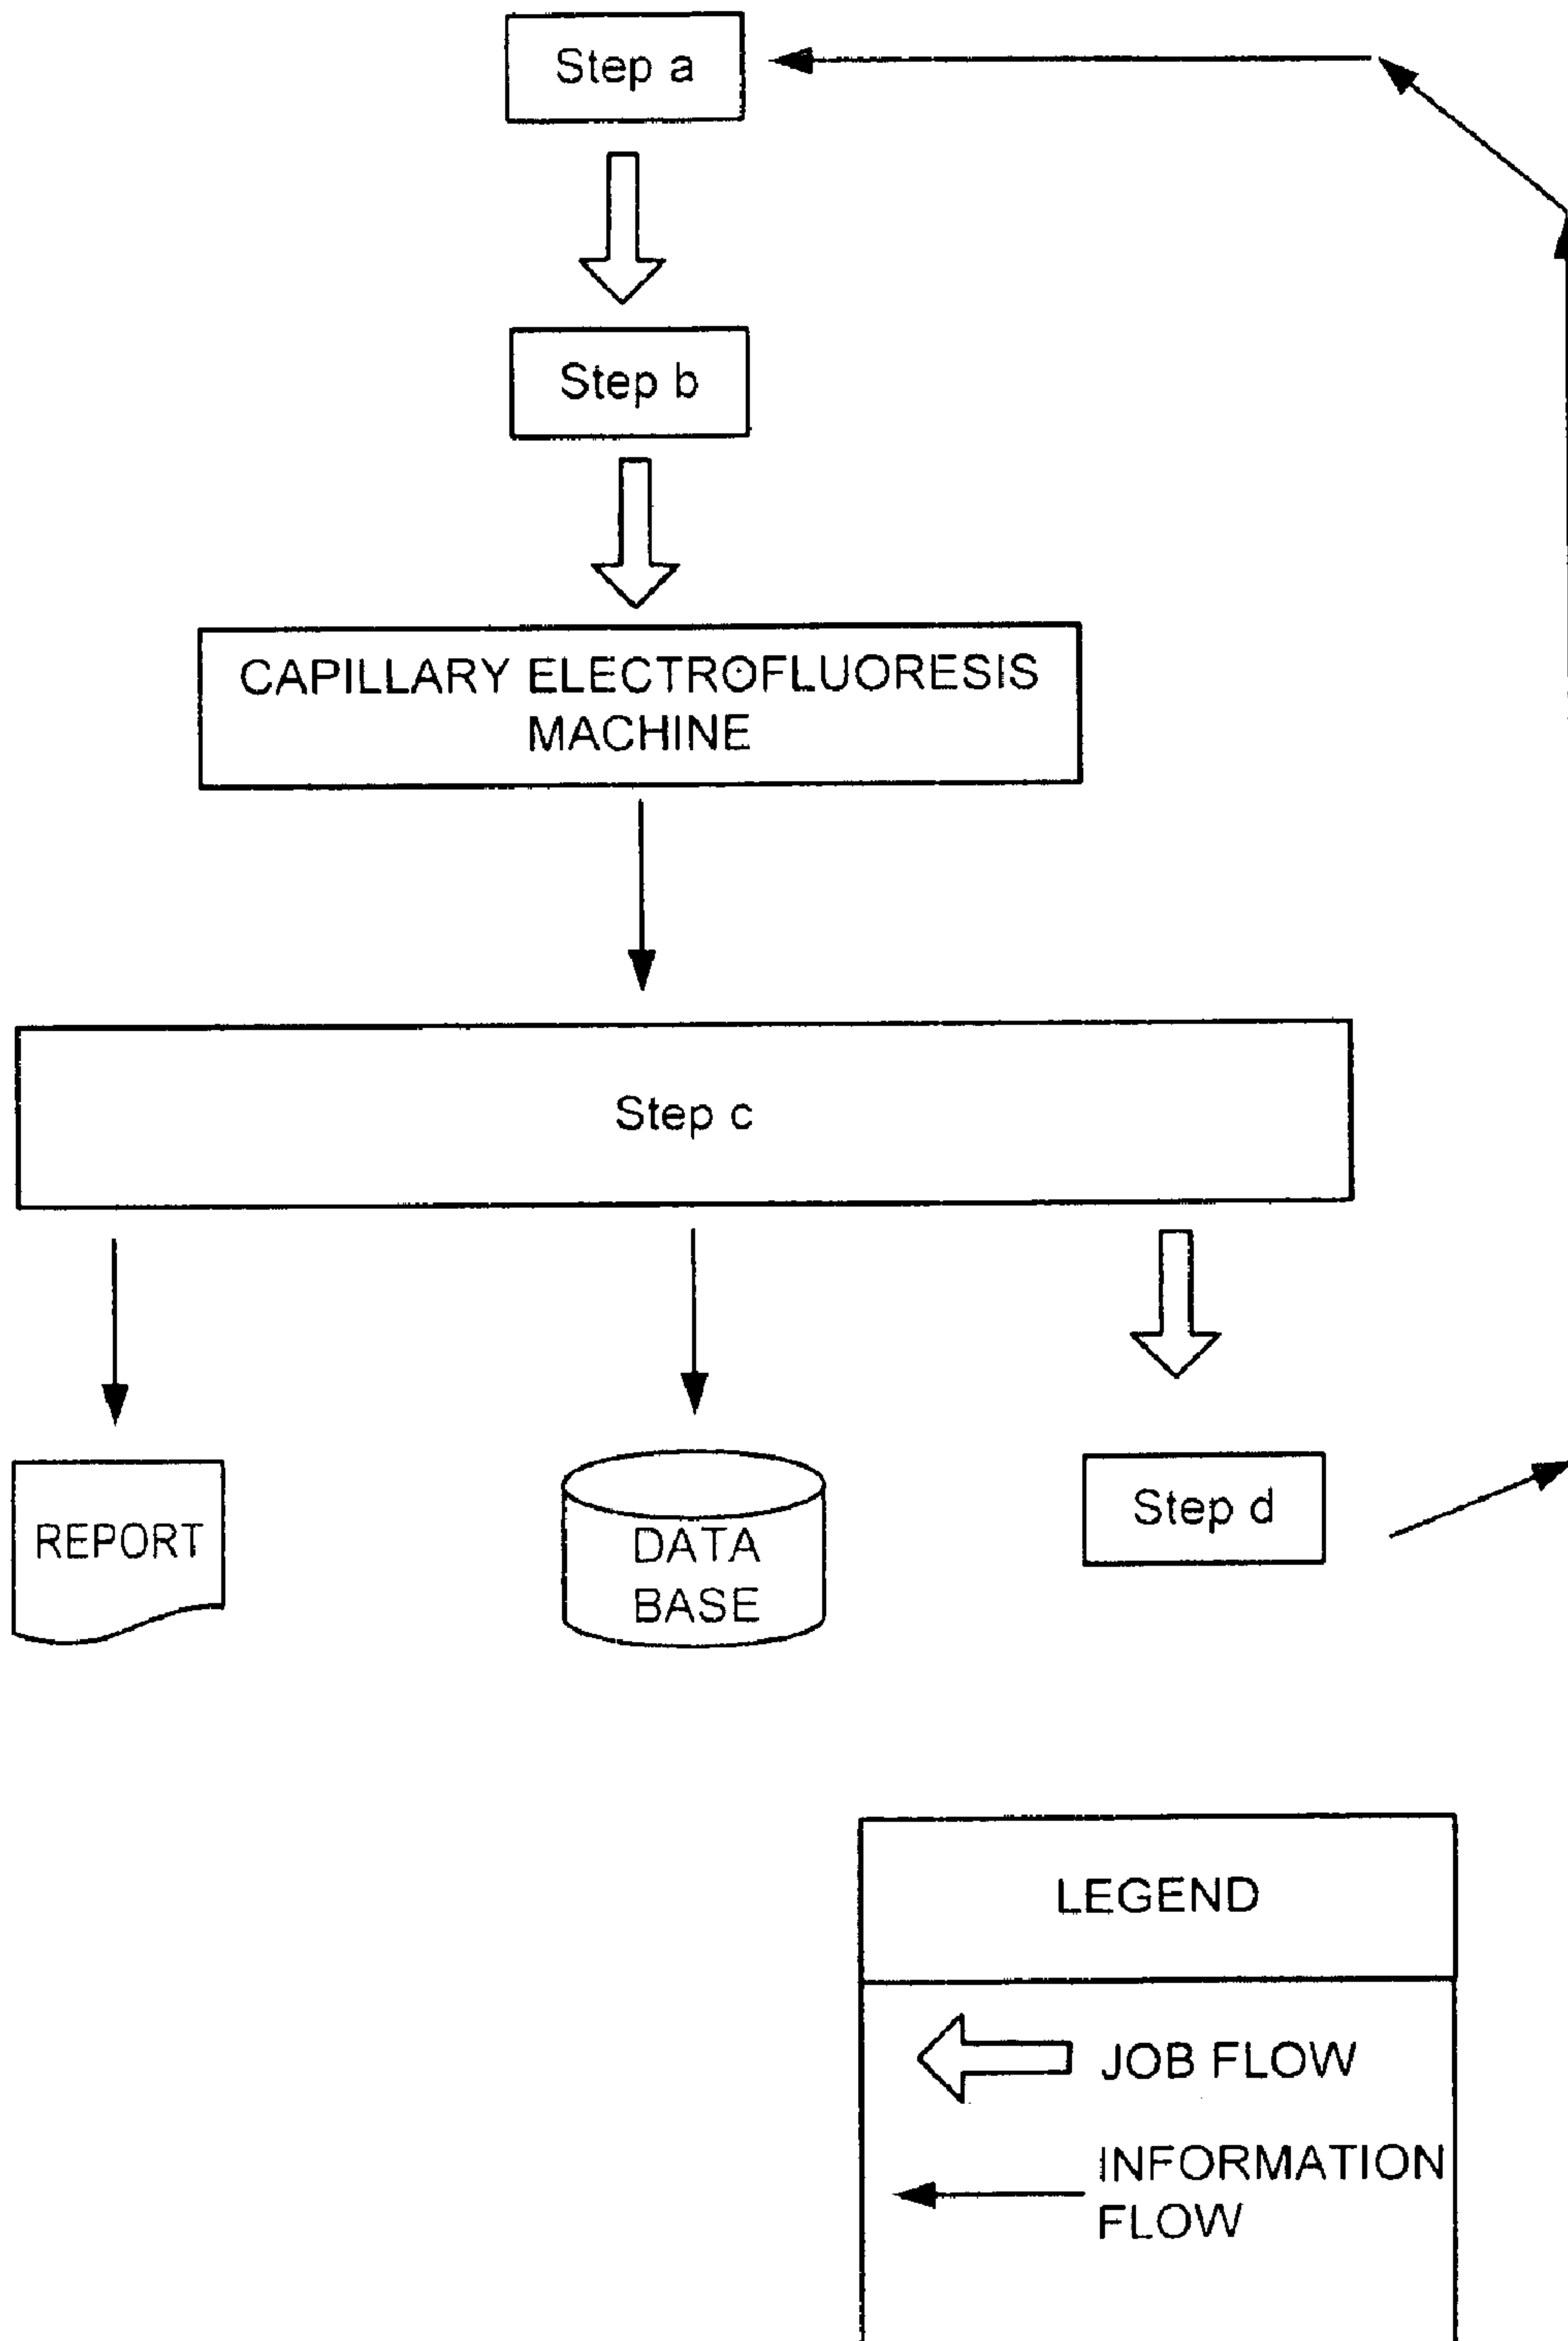 Step a
Step b
CAPILLARY ELECTROFLUORESIS
MACHINE
Step c
REPORT
DATA
BASE
Step d
LEGEND
JOB FLOW
INFORMATION
FLOW